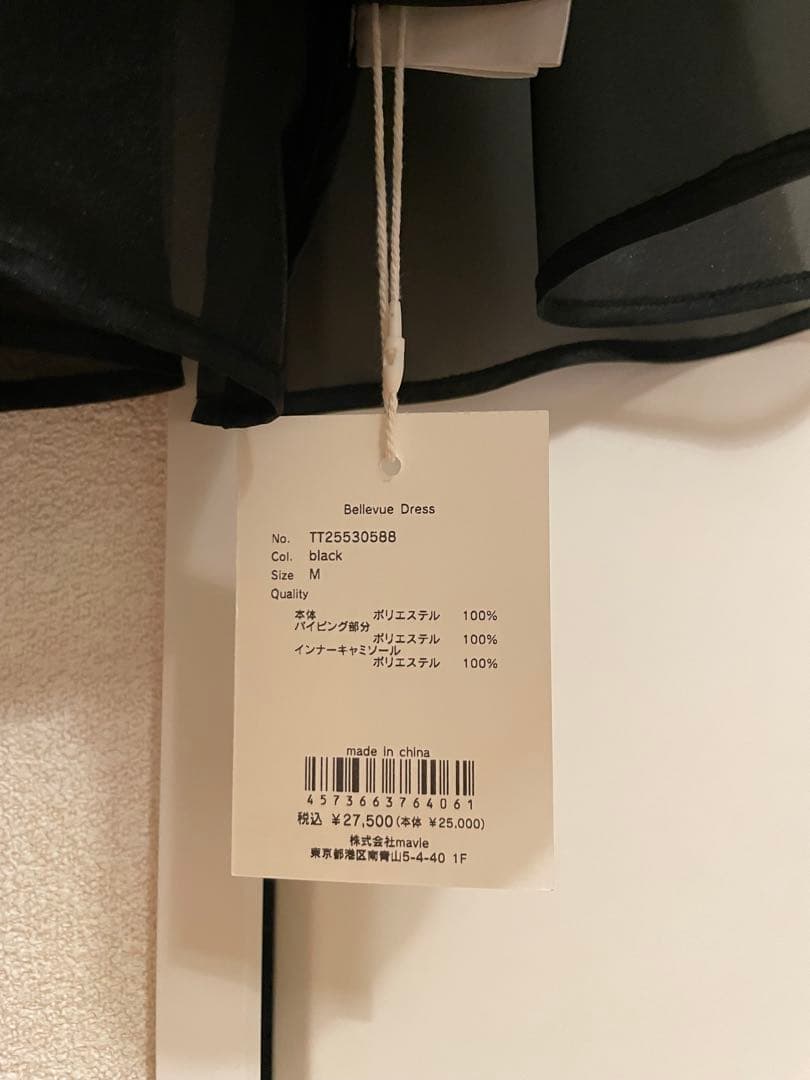 Bellevue Dress
No. TT25530588
Col. black
Size M
Quality
本体 ポリエステル 100%
パイピング部分
ポリエステル 100%
インナーキャミソール
ポリエステル 100%
made in china
4573663764061
税込 ¥27,500(本体 ¥25,000)
株式会社mavie
東京都港区南青山5-4-40 1F